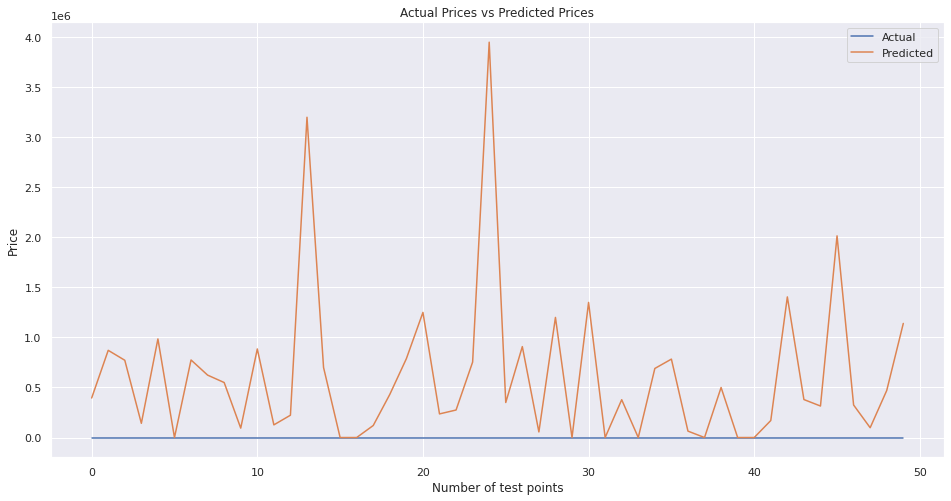 Actual Prices vs Predicted Prices
1e6
Actual
Predicted
4.0
3.5
3.0
2.5
2.0
1.5
1.0
0.5
0.0
Price
0 10 20 30 40 50
Number of test points